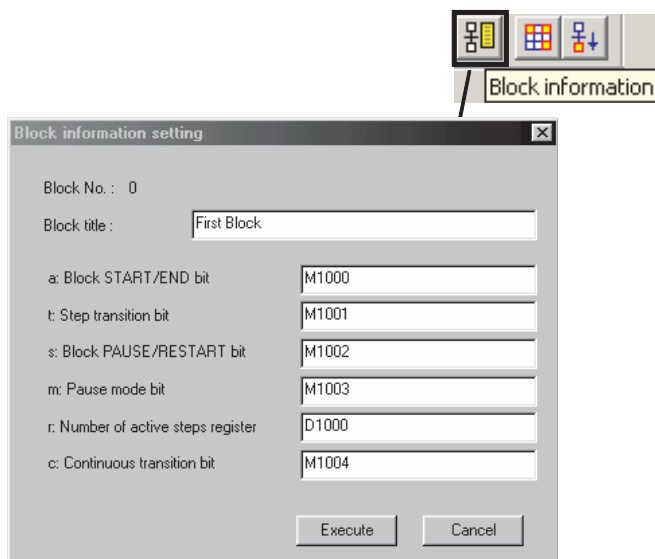 Block information
Block information setting
Block No. : 0
Block title : First Block
a: Block START/END bit M1000
t: Step transition bit M1001
s: Block PAUSE/RESTART bit M1002
m: Pause mode bit M1003
r: Number of active steps register D1000
c: Continuous transition bit M1004
Execute Cancel